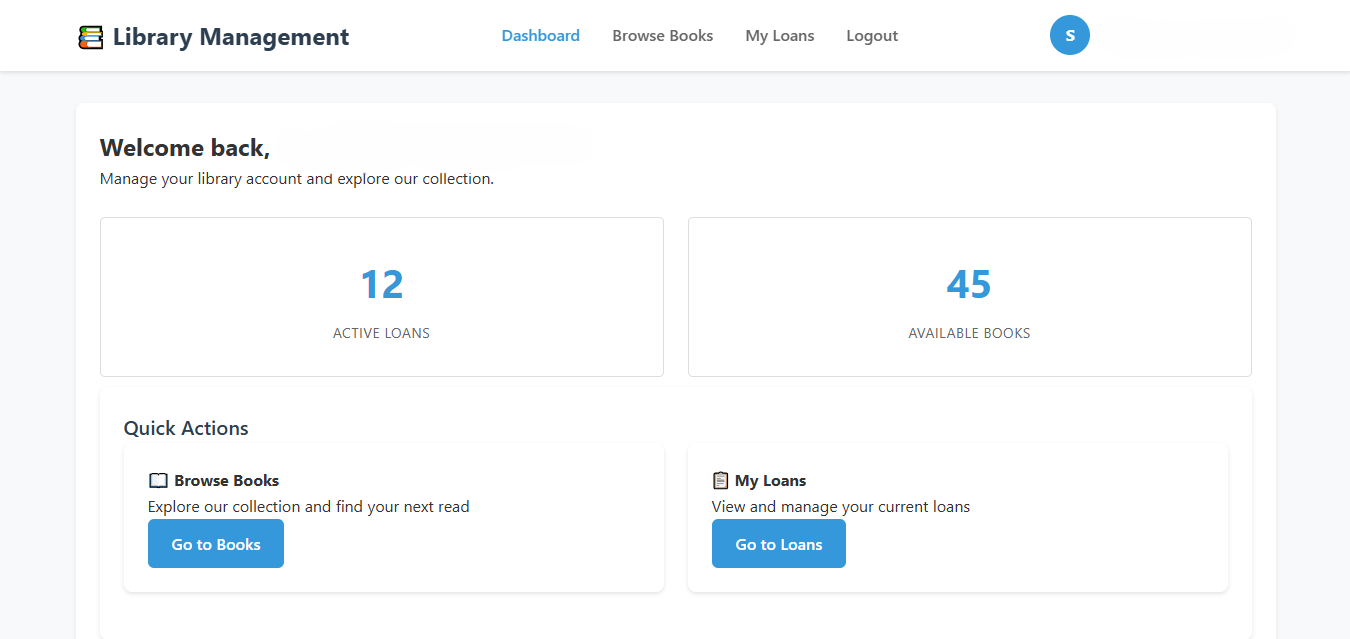 Library Management
Dashboard Browse Books My Loans Logout
S
Welcome back,
Manage your library account and explore our collection.
12
ACTIVE LOANS
45
AVAILABLE BOOKS
Quick Actions
Browse Books
Explore our collection and find your next read
Go to Books
My Loans
View and manage your current loans
Go to Loans